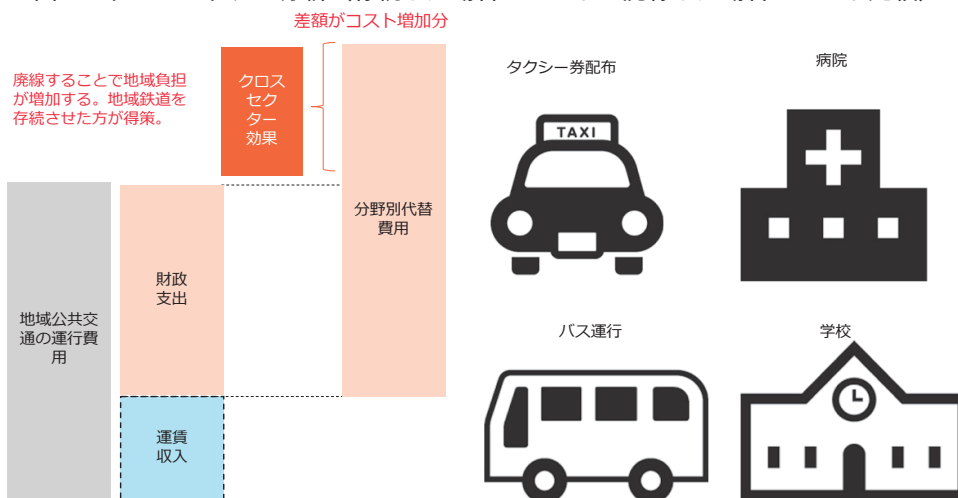 差額がコスト増加分
廃線することで地域負担
が増加する。地域鉄道を
存続させた方が得策。
クロス
セク
ター
効果
分野別代替
費用
財政
支出
地域公共交
通の運行費
用
運賃
収入
タクシー券配布
病院
TAXI
バス運行
学校